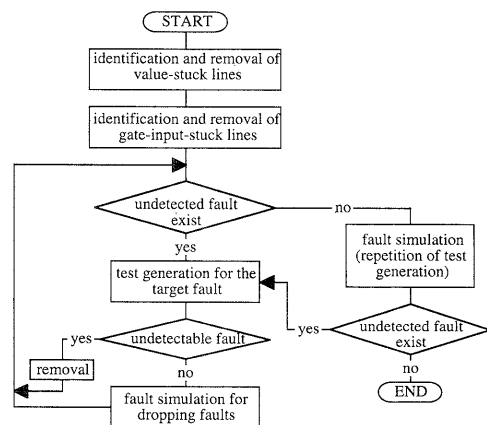 START
identification and removal of
value-stuck lines
identification and removal of
gate-input-stuck lines
undetected fault
exist
no
yes
fault simulation
(repetition of test
generation)
test generation for the
target fault
undetected fault
exist
yes
no
END
undetectable fault
yes
removal
no
fault simulation for
dropping faults